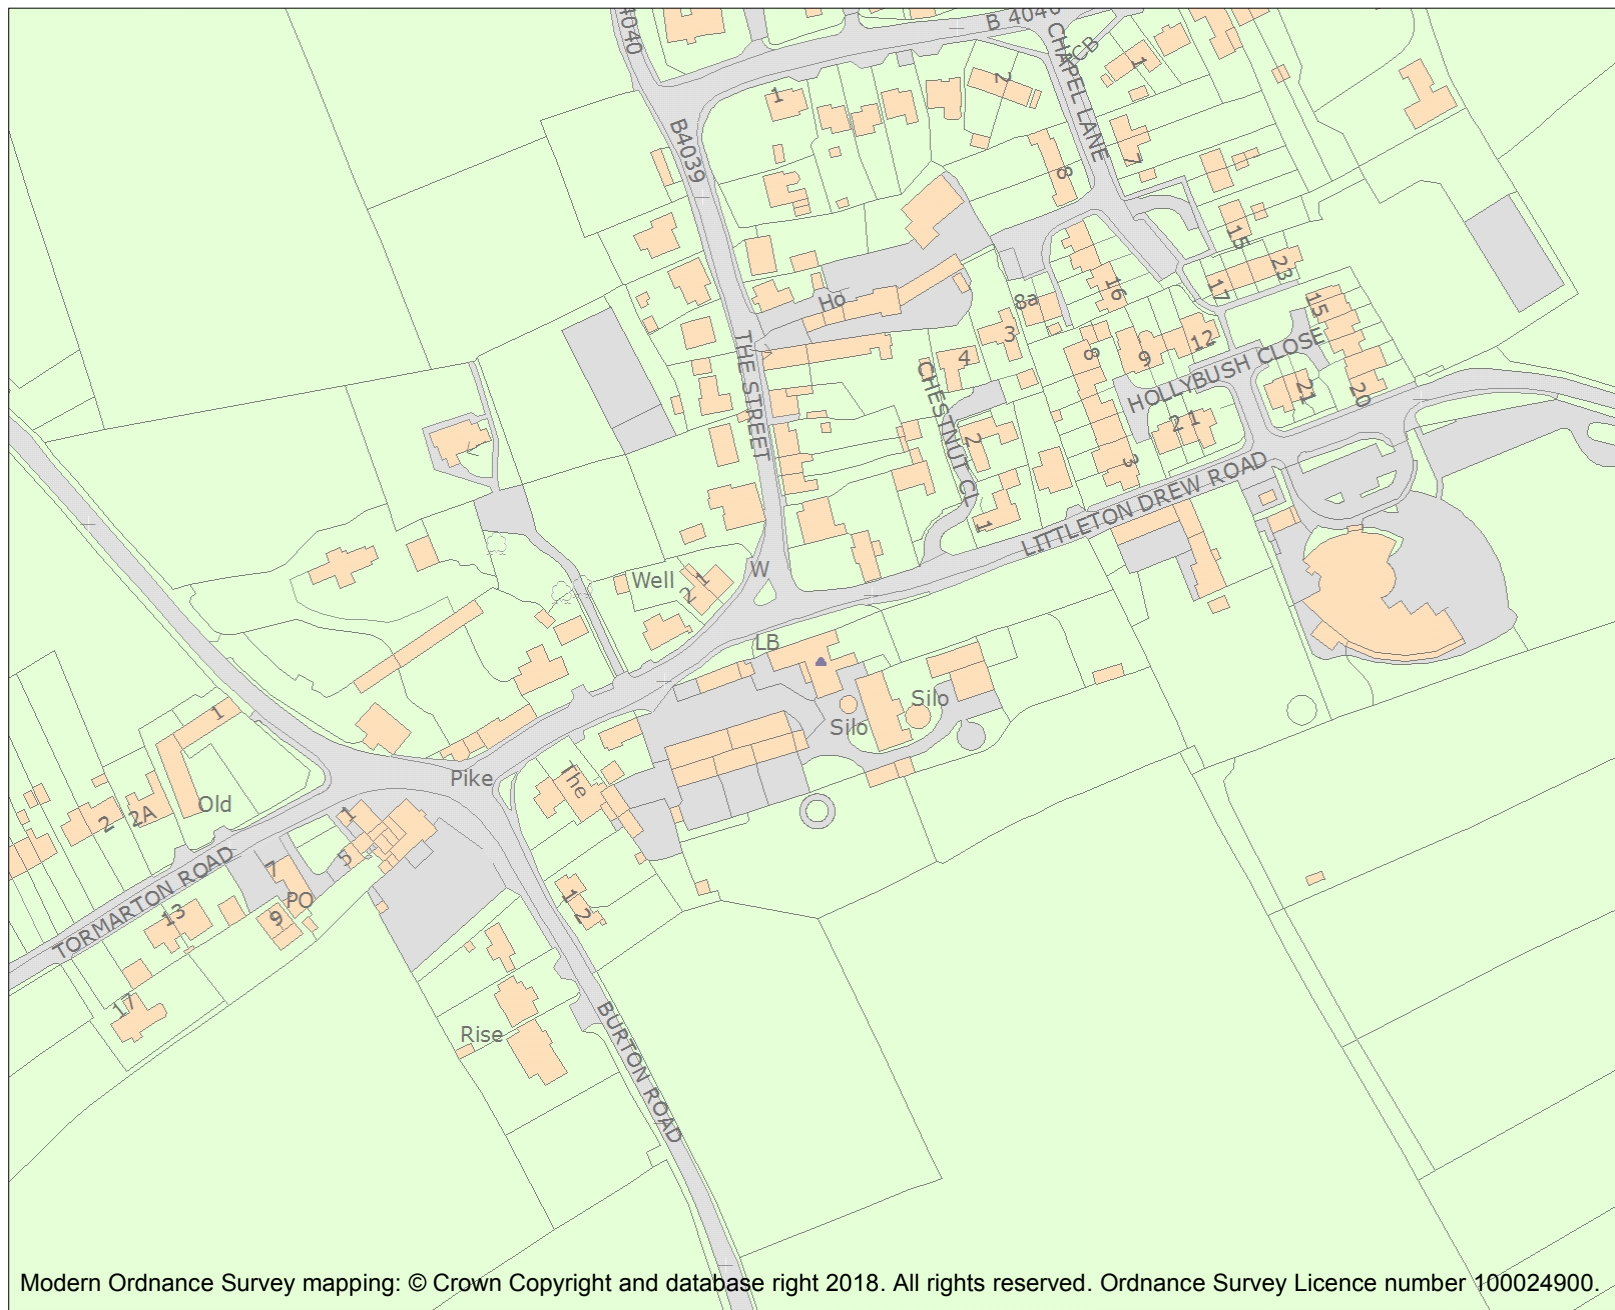 4040
B 4040
CHAPEL LANE
CB
1
2
1
B4039
7
8
15
23
17
16
Ho
8a
15
3
THE STREET
4
8
9
12
HOLLYBUSH CLOSE
CHESTNUT CL
21
20
2
2 1
3
LITTLETON DREW ROAD
1
W
Well
1
2
LB
Silo
Silo
1
Pike
The
Old
2
2A
1
5
7
PO
9
TORMARTON ROAD
13
1
2
17
Rise
BURTON ROAD
Modern Ordnance Survey mapping: © Crown Copyright and database right 2018. All rights reserved. Ordnance Survey Licence number 100024900.